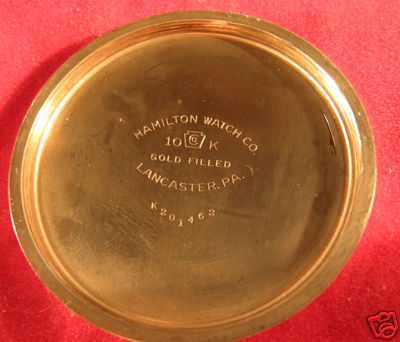 HAMILTON WATCH CO.
10 G K
GOLD FILLED
LANCASTER, PA.
K201462